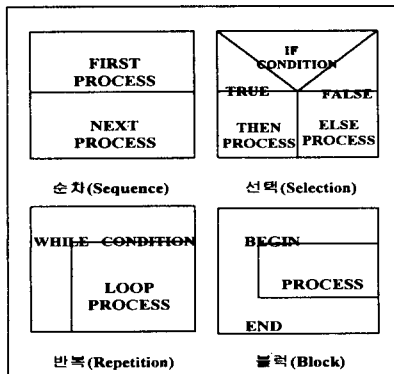 FIRST
PROCESS
NEXT
PROCESS
순차(Sequence)
IF
CONDITION
TRUE
FALSE
THEN
PROCESS
ELSE
PROCESS
선택(Selection)
WHILE CONDITION
LOOP
PROCESS
반복(Repetition)
BEGIN
PROCESS
END
블럭(Block)